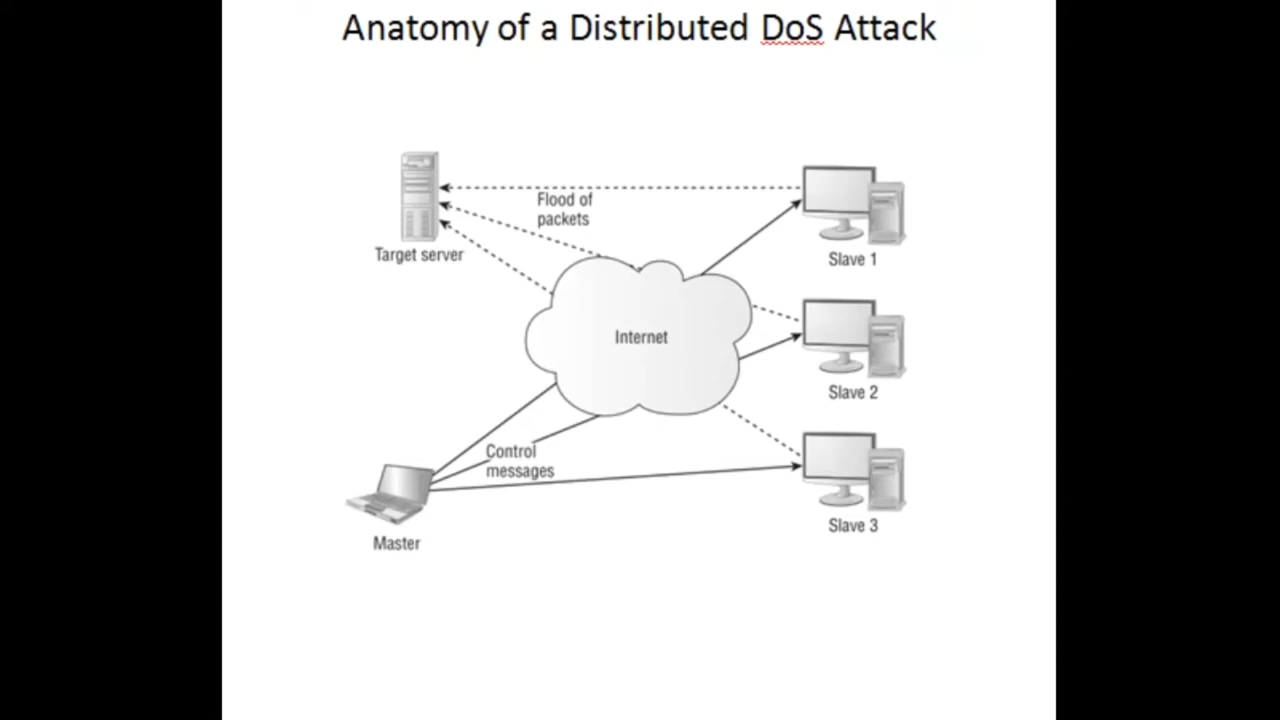 Anatomy of a Distributed DoS Attack
Flood of
packets
Target server
Slave 1
Internet
Slave 2
Control
messages
Slave 3
Master